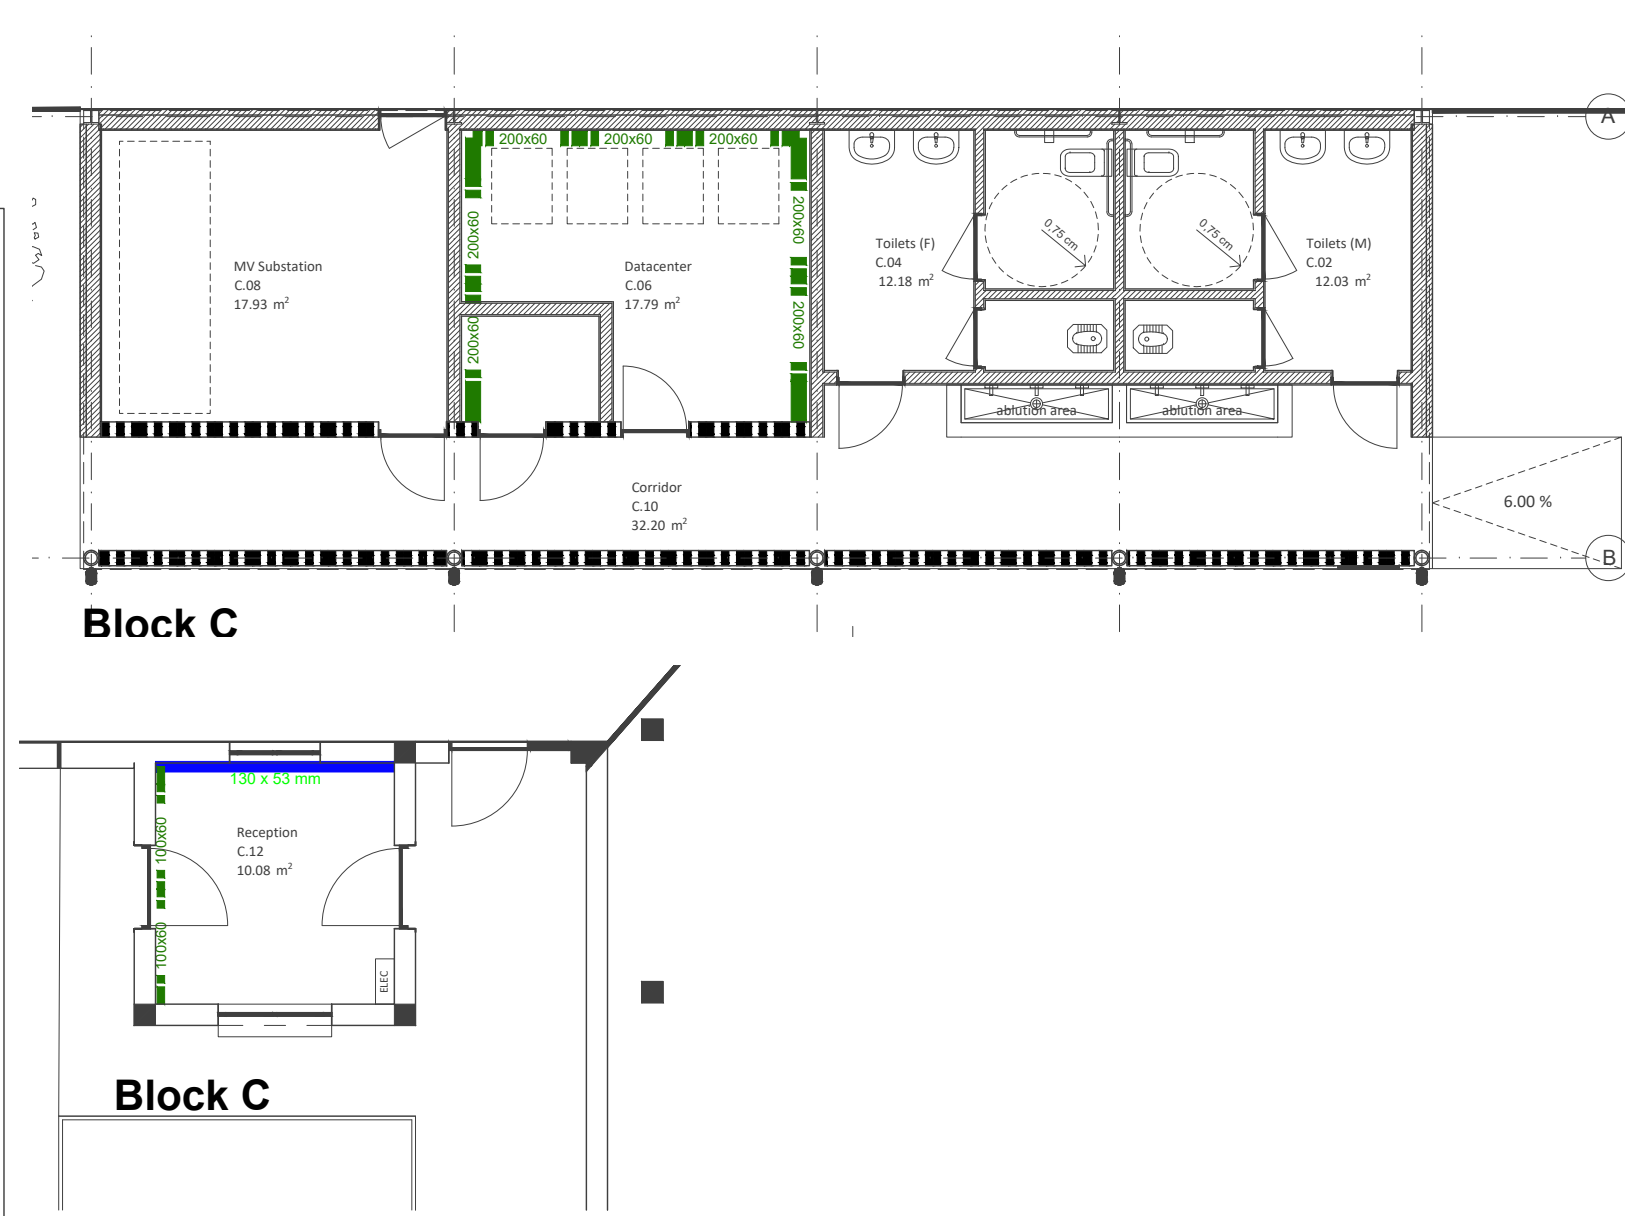 A
200x60
200x60
200x60
200x60
200x60
200x60
200x60
MV Substation
C.08
17.93 m²
Datacenter
C.06
17.79 m²
Toilets (F)
C.04
12.18 m²
0,75 cm
0,75 cm
Toilets (M)
C.02
12.03 m²
ablution area
ablution area
Corridor
C.10
32.20 m²
6.00 %
B
Block C
130 x 53 mm
100x60
100x60
Reception
C.12
10.08 m²
ELEC
Block C